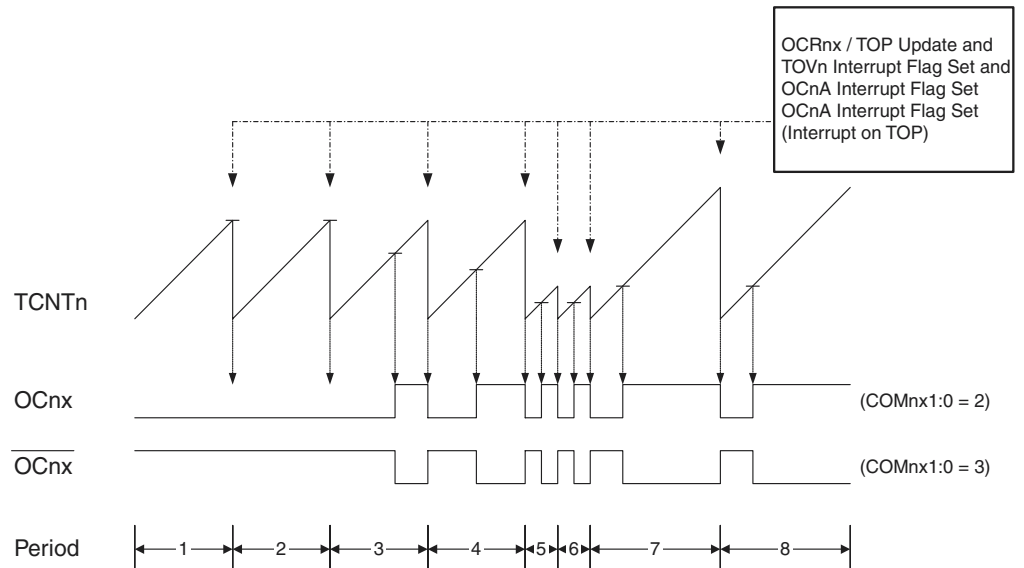 OCRnx / TOP Update and
TOVn Interrupt Flag Set and
OCnA Interrupt Flag Set
OCnA Interrupt Flag Set
(Interrupt on TOP)
TCNTn
OCnx
(COMnx1:0 = 2)
OCnx
(COMnx1:0 = 3)
Period
1 2 3 4 5 6 7 8